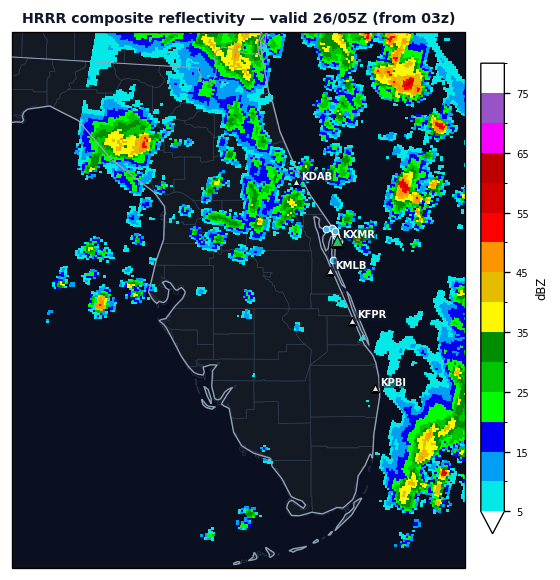 HRRR composite reflectivity — valid 26/05Z (from 03z)
KDAB
KXMR
KMLB
KFPR
KPBI
75
65
55
45
35
25
15
5
dBZ